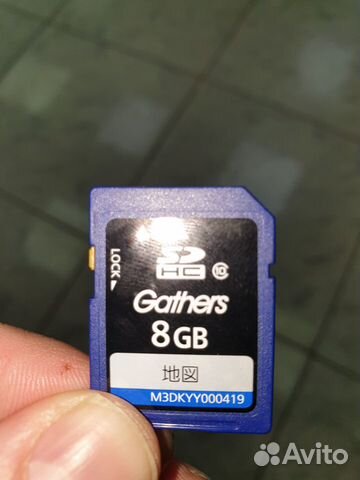 SD
HC 10
LOCK
Gathers
8GB
地図
M3DKYY000419
Avito